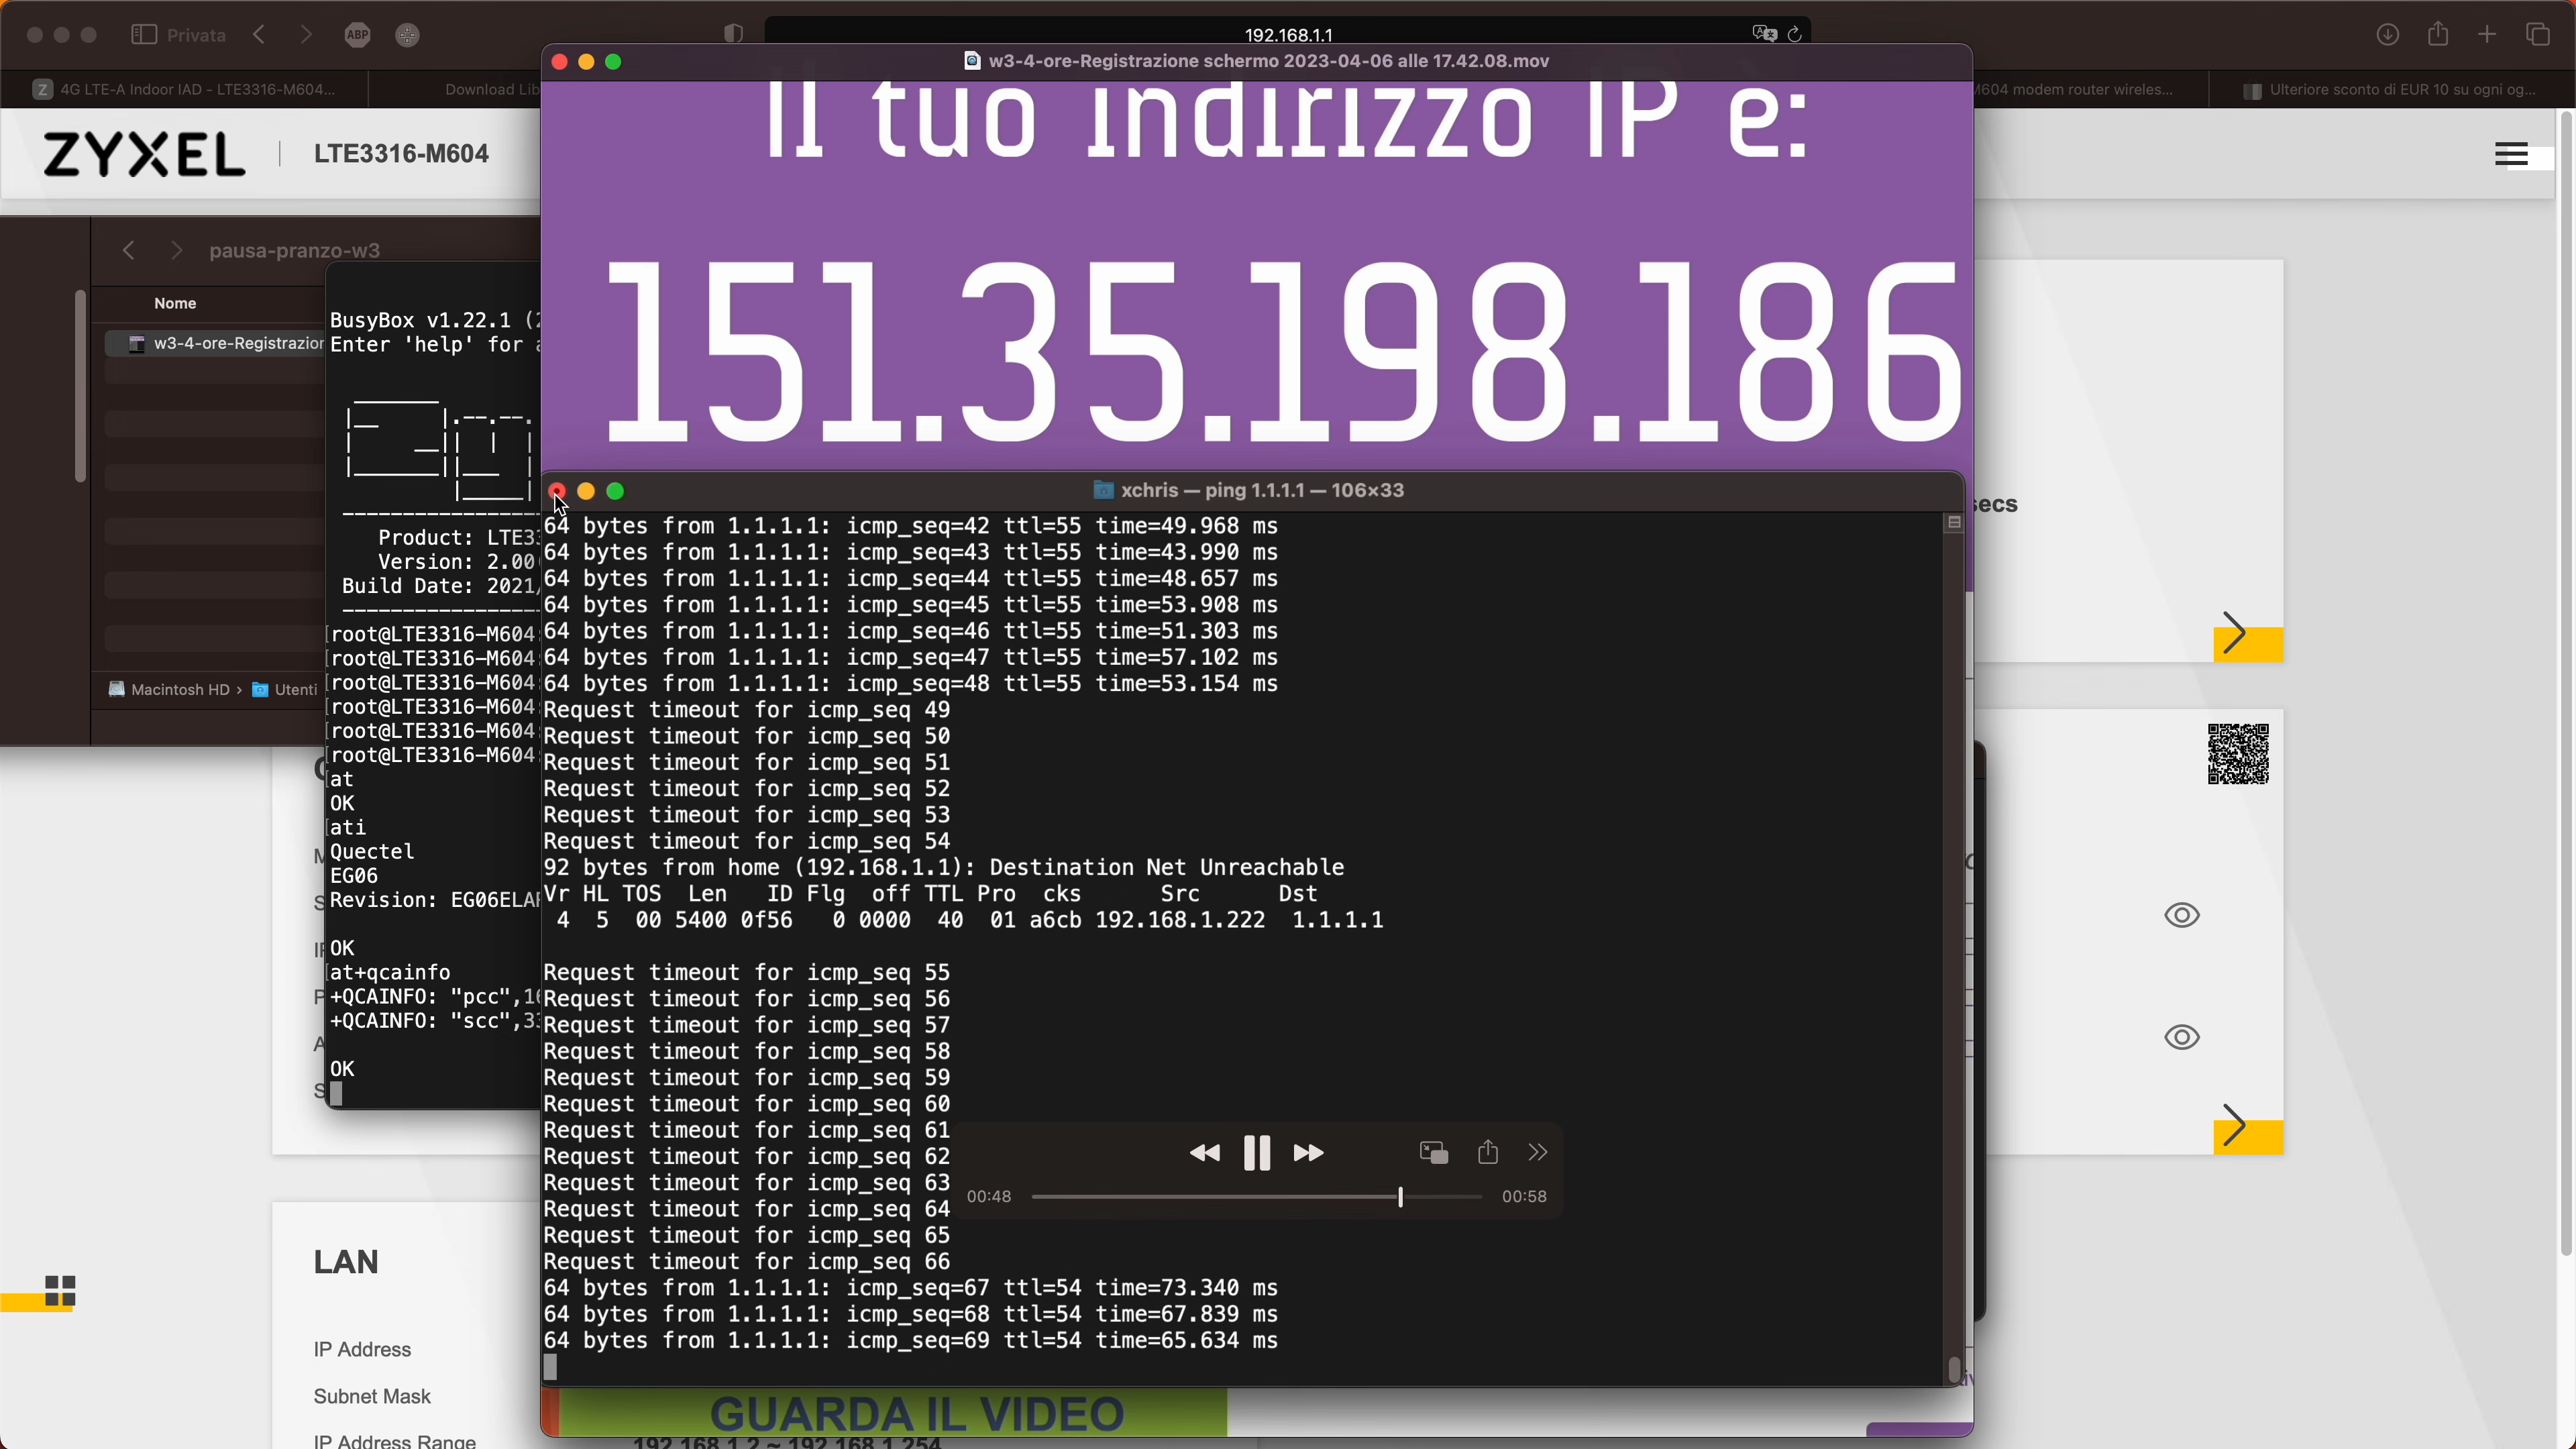 Privata
ABP
192.168.1.1
4G LTE-A Indoor IAD - LTE3316-M604...
Download Lib
M604 modem router wireles...
Ulteriore sconto di EUR 10 su ogni og...
w3-4-ore-Registrazione schermo 2023-04-06 alle 17.42.08.mov
ZYXEL
LTE3316-M604
Il tuo indirizzo IP è:
151.35.198.186
pausa-pranzo-w3
Nome
w3-4-ore-Registrazion
Macintosh HD › Utenti
BusyBox v1.22.1 (2
Enter 'help' for a
Product: LTE33
Version: 2.00
Build Date: 2021/
root@LTE3316-M604:
root@LTE3316-M604:
root@LTE3316-M604:
root@LTE3316-M604:
root@LTE3316-M604:
root@LTE3316-M604:
at
OK
ati
Quectel
EG06
Revision: EG06ELAR
OK
at+qcainfo
+QCAINFO: "pcc",16
+QCAINFO: "scc",33
OK
xchris — ping 1.1.1.1 — 106×33
64 bytes from 1.1.1.1: icmp_seq=42 ttl=55 time=49.968 ms
64 bytes from 1.1.1.1: icmp_seq=43 ttl=55 time=43.990 ms
64 bytes from 1.1.1.1: icmp_seq=44 ttl=55 time=48.657 ms
64 bytes from 1.1.1.1: icmp_seq=45 ttl=55 time=53.908 ms
64 bytes from 1.1.1.1: icmp_seq=46 ttl=55 time=51.303 ms
64 bytes from 1.1.1.1: icmp_seq=47 ttl=55 time=57.102 ms
64 bytes from 1.1.1.1: icmp_seq=48 ttl=55 time=53.154 ms
Request timeout for icmp_seq 49
Request timeout for icmp_seq 50
Request timeout for icmp_seq 51
Request timeout for icmp_seq 52
Request timeout for icmp_seq 53
Request timeout for icmp_seq 54
92 bytes from home (192.168.1.1): Destination Net Unreachable
Vr HL TOS Len ID Flg off TTL Pro cks Src Dst
4 5 00 5400 0f56 0 0000 40 01 a6cb 192.168.1.222 1.1.1.1
Request timeout for icmp_seq 55
Request timeout for icmp_seq 56
Request timeout for icmp_seq 57
Request timeout for icmp_seq 58
Request timeout for icmp_seq 59
Request timeout for icmp_seq 60
Request timeout for icmp_seq 61
Request timeout for icmp_seq 62
Request timeout for icmp_seq 63
Request timeout for icmp_seq 64
Request timeout for icmp_seq 65
Request timeout for icmp_seq 66
64 bytes from 1.1.1.1: icmp_seq=67 ttl=54 time=73.340 ms
64 bytes from 1.1.1.1: icmp_seq=68 ttl=54 time=67.839 ms
64 bytes from 1.1.1.1: icmp_seq=69 ttl=54 time=65.634 ms
00:48
00:58
secs
LAN
IP Address
Subnet Mask
IP Address Range
GUARDA IL VIDEO
192.168.1.2 ~ 192.168.1.254